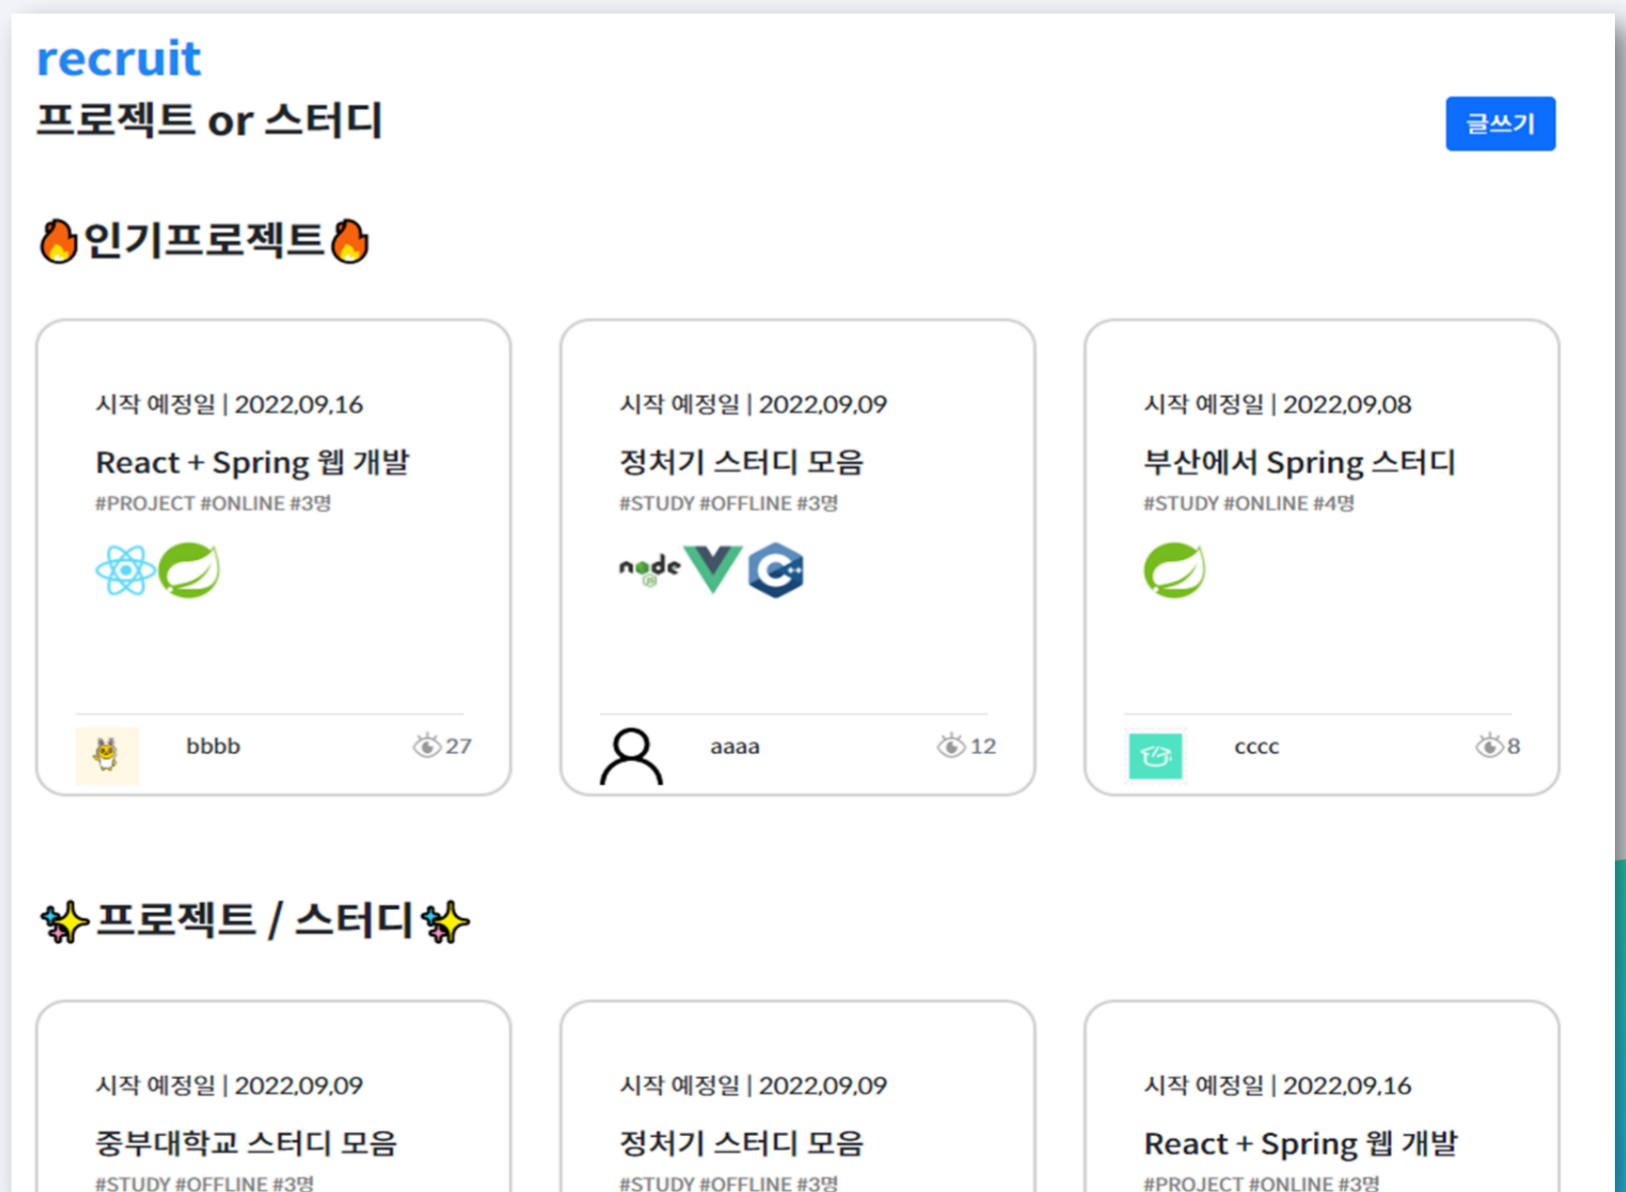 recruit
프로젝트 or 스터디
글쓰기
🔥인기프로젝트🔥
시작 예정일 | 2022.09.16
React + Spring 웹 개발
#PROJECT #ONLINE #3명
bbbb
27
시작 예정일 | 2022.09.09
정처기 스터디 모음
#STUDY #OFFLINE #3명
node
JS
C++
aaaa
12
시작 예정일 | 2022.09.08
부산에서 Spring 스터디
#STUDY #ONLINE #4명
cccc
8
✨프로젝트 / 스터디✨
시작 예정일 | 2022.09.09
중부대학교 스터디 모음
#STUDY #OFFLINE #3명
시작 예정일 | 2022.09.09
정처기 스터디 모음
#STUDY #OFFLINE #3명
시작 예정일 | 2022.09.16
React + Spring 웹 개발
#PROJECT #ONLINE #3명